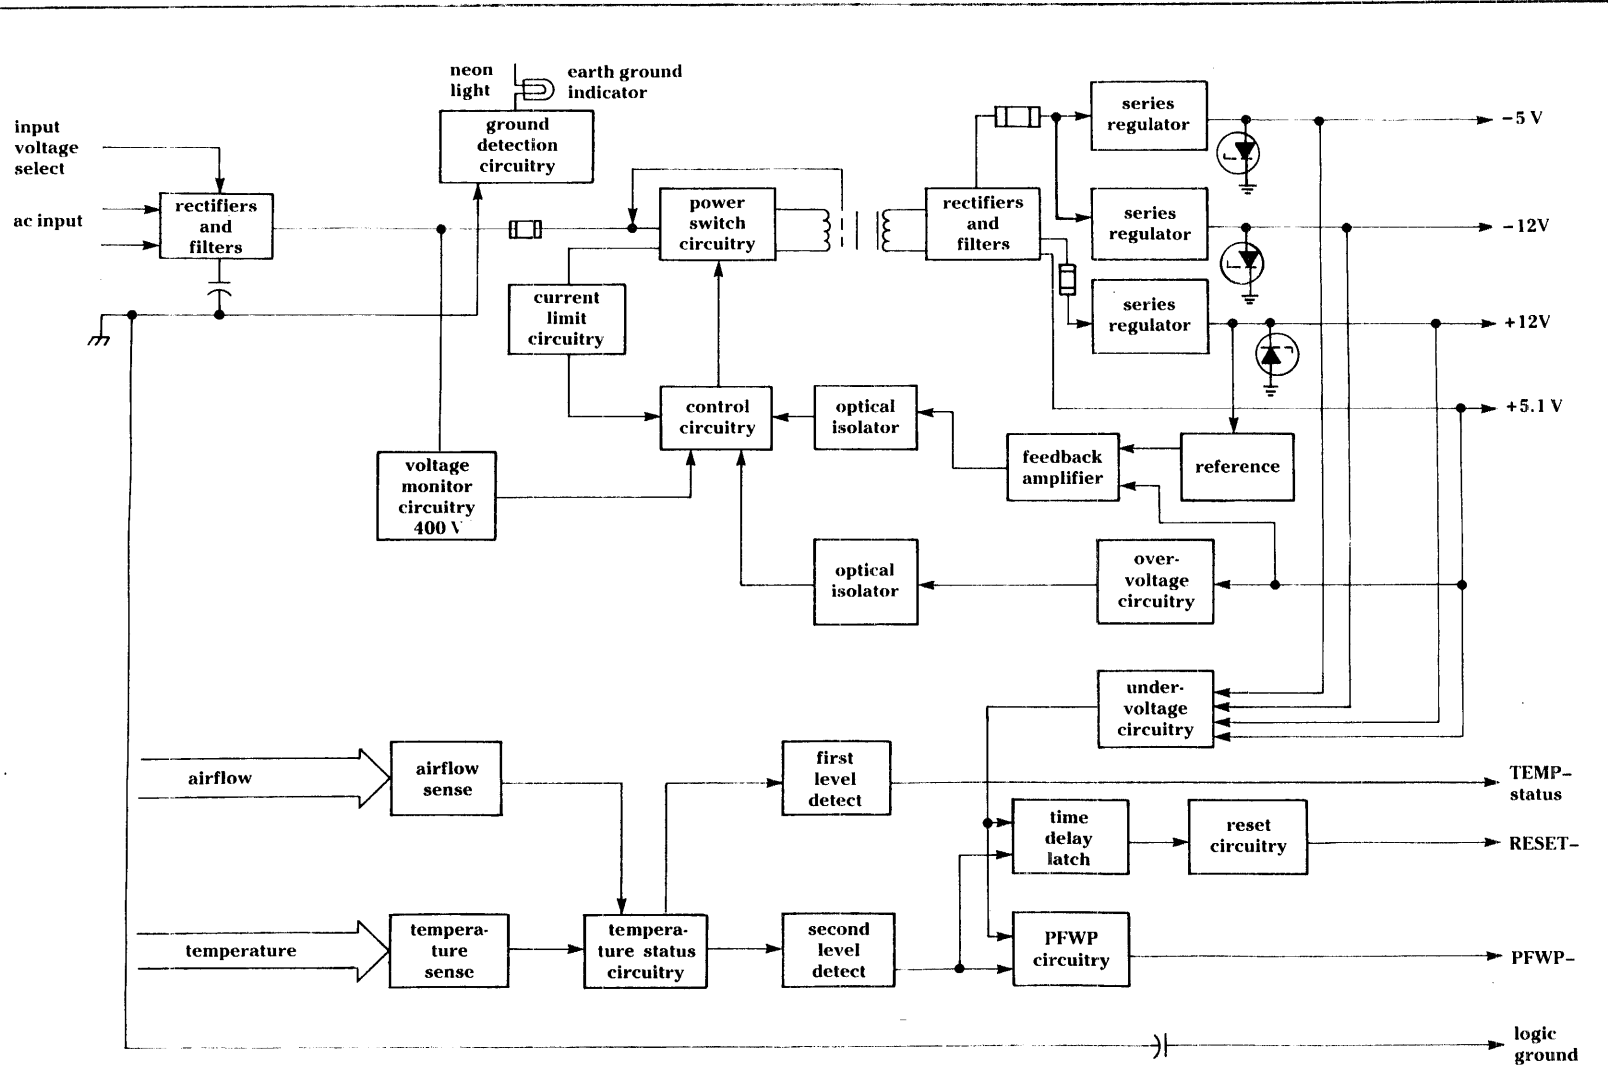 neon
light
earth ground
indicator
input
voltage
select
ac input
rectifiers
and
filters
ground
detection
circuitry
power
switch
circuitry
rectifiers
and
filters
series
regulator
-5 V
series
regulator
-12V
series
regulator
+12V
+5.1 V
current
limit
circuitry
control
circuitry
optical
isolator
feedback
amplifier
reference
voltage
monitor
circuitry
400 V
optical
isolator
over-
voltage
circuitry
under-
voltage
circuitry
airflow
airflow
sense
first
level
detect
TEMP-
status
time
delay
latch
reset
circuitry
RESET-
temperature
tempera-
ture
sense
tempera-
ture status
circuitry
second
level
detect
PFWP
circuitry
PFWP-
logic
ground